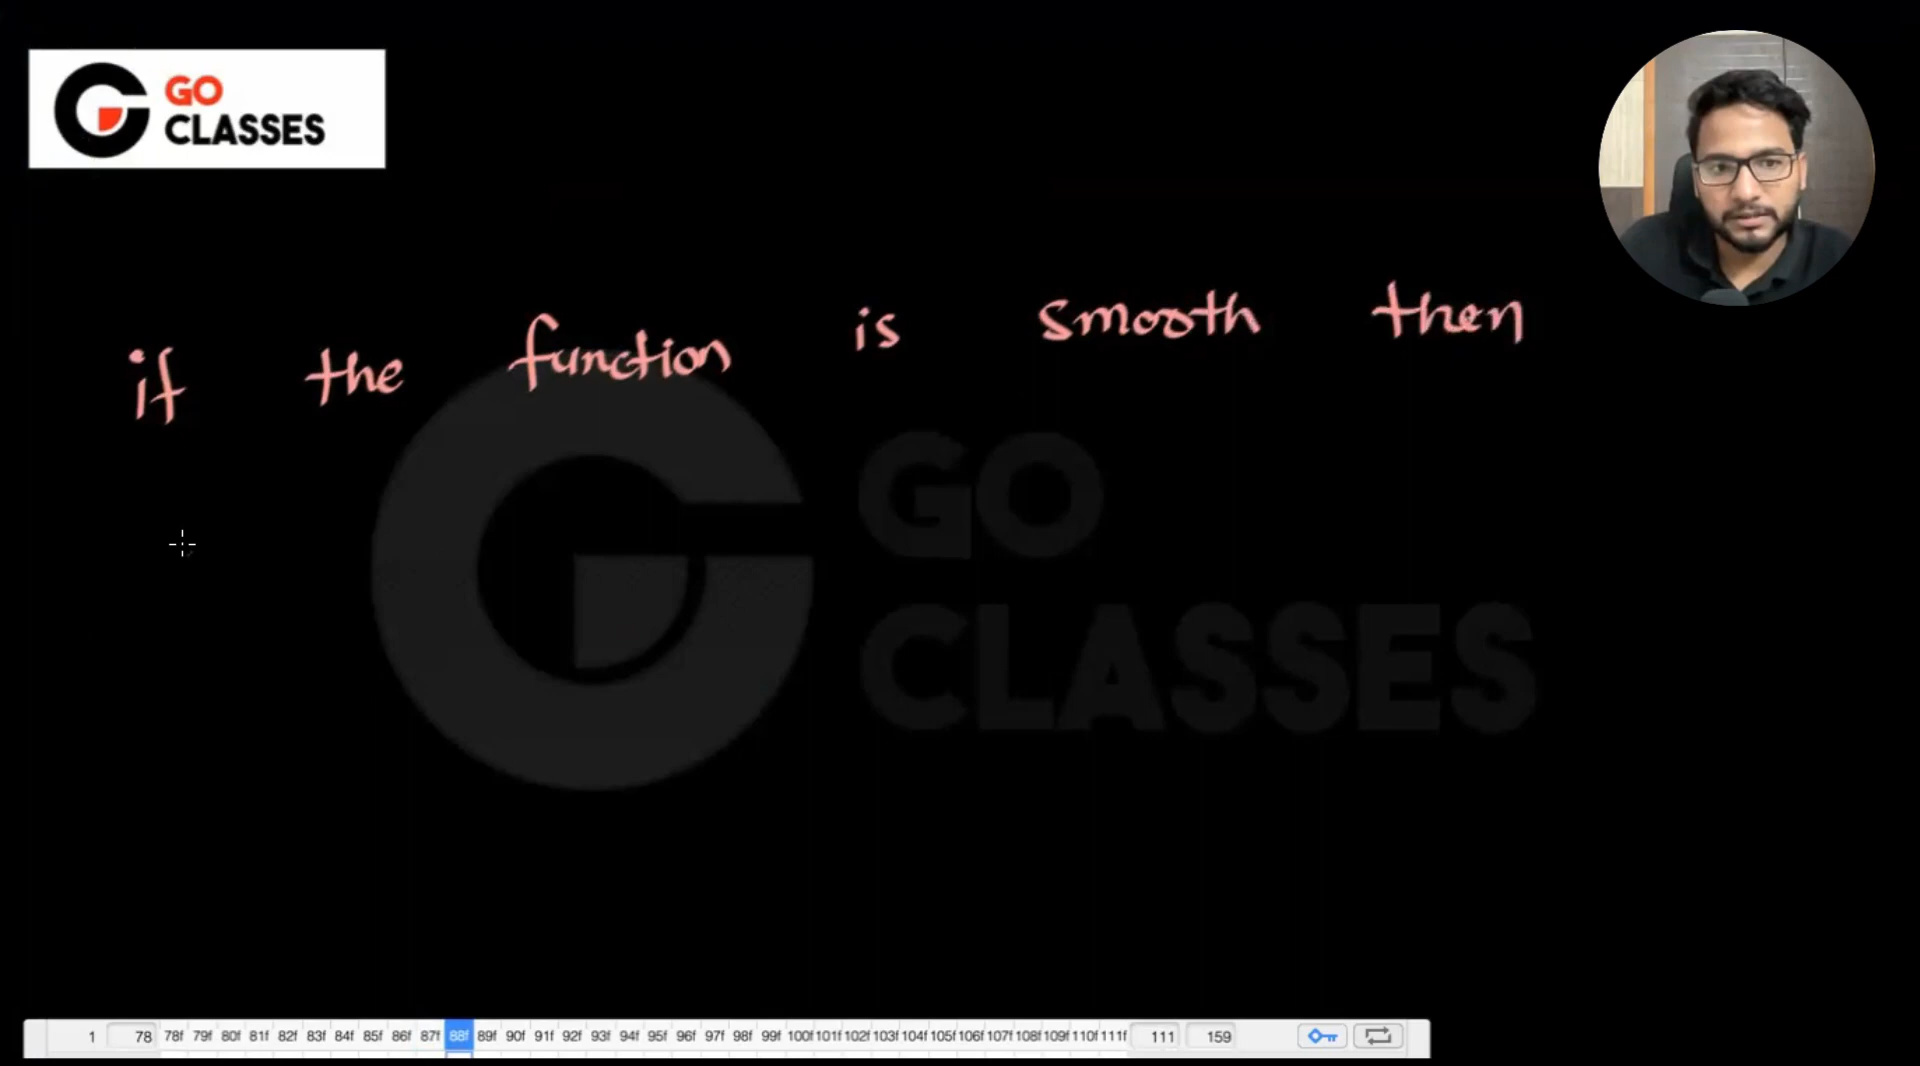 GO
CLASSES
if the function is smooth then
GO
CLASSES
1 78 78f 79f 80f 81f 82f 83f 84f 85f 86f 87f 88f 89f 90f 91f 92f 93f 94f 95f 96f 97f 98f 99f 100f 101f 102f 103f 104f 105f 106f 107f 108f 109f 110f 111f 111 159